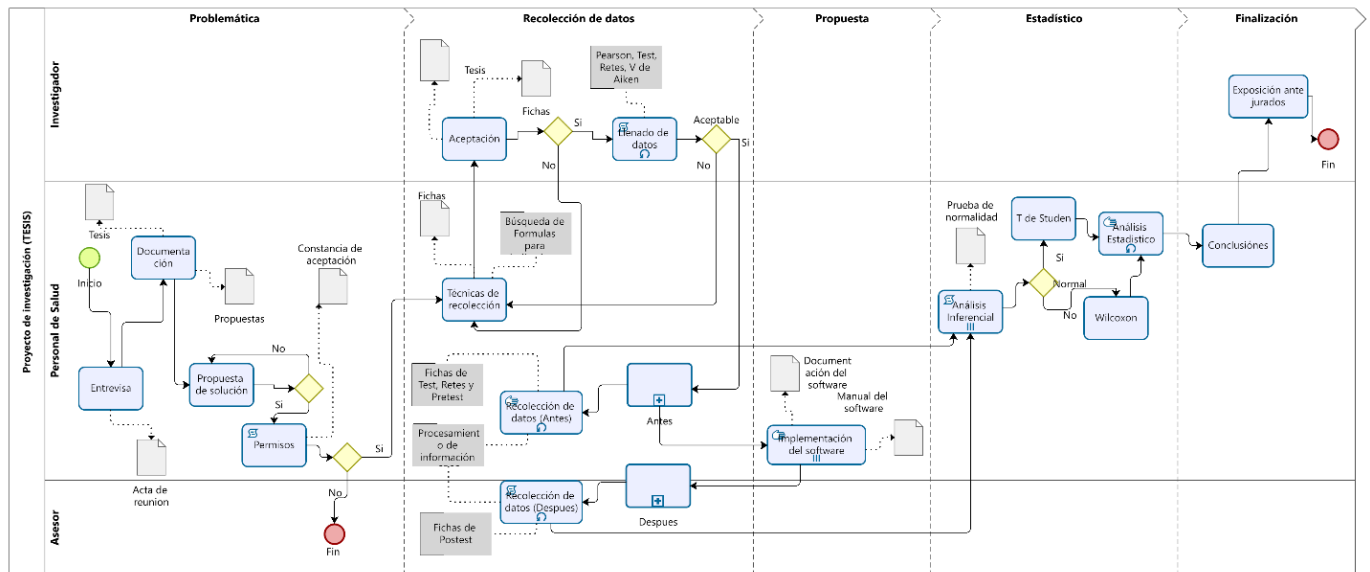 Problemática
Recolección de datos
Propuesta
Estadístico
Finalización
Proyecto de investigación (TESIS)
Investigador
Tesis
Fichas
Pearson, Test,
Retes, V de
Aiken
Aceptación
Si
No
Llenado de
datos
Aceptable
Si
No
Exposición ante
jurados
Fin
Personal de Salud
Tesis
Inicio
Documenta
ción
Propuestas
Constancia de
aceptación
Entrevisa
Acta de
reunion
Propuesta
de solución
No
Si
Permisos
Si
No
Fin
Fichas
Búsqueda de
Formulas
para
Técnicas de
recolección
Fichas de
Test, Retes y
Pretest
Recolección de
datos (Antes)
Antes
Procesamient
o de
información
Documenta
ción del
software
Manual del
software
Implementación
del software
Prueba de
normalidad
Análisis
Inferencial
T de Studen
Si
Normal
No
Wilcoxon
Análisis
Estadístico
Conclusiónes
Asesor
Recolección de
datos (Despues)
Despues
Fichas de
Postest